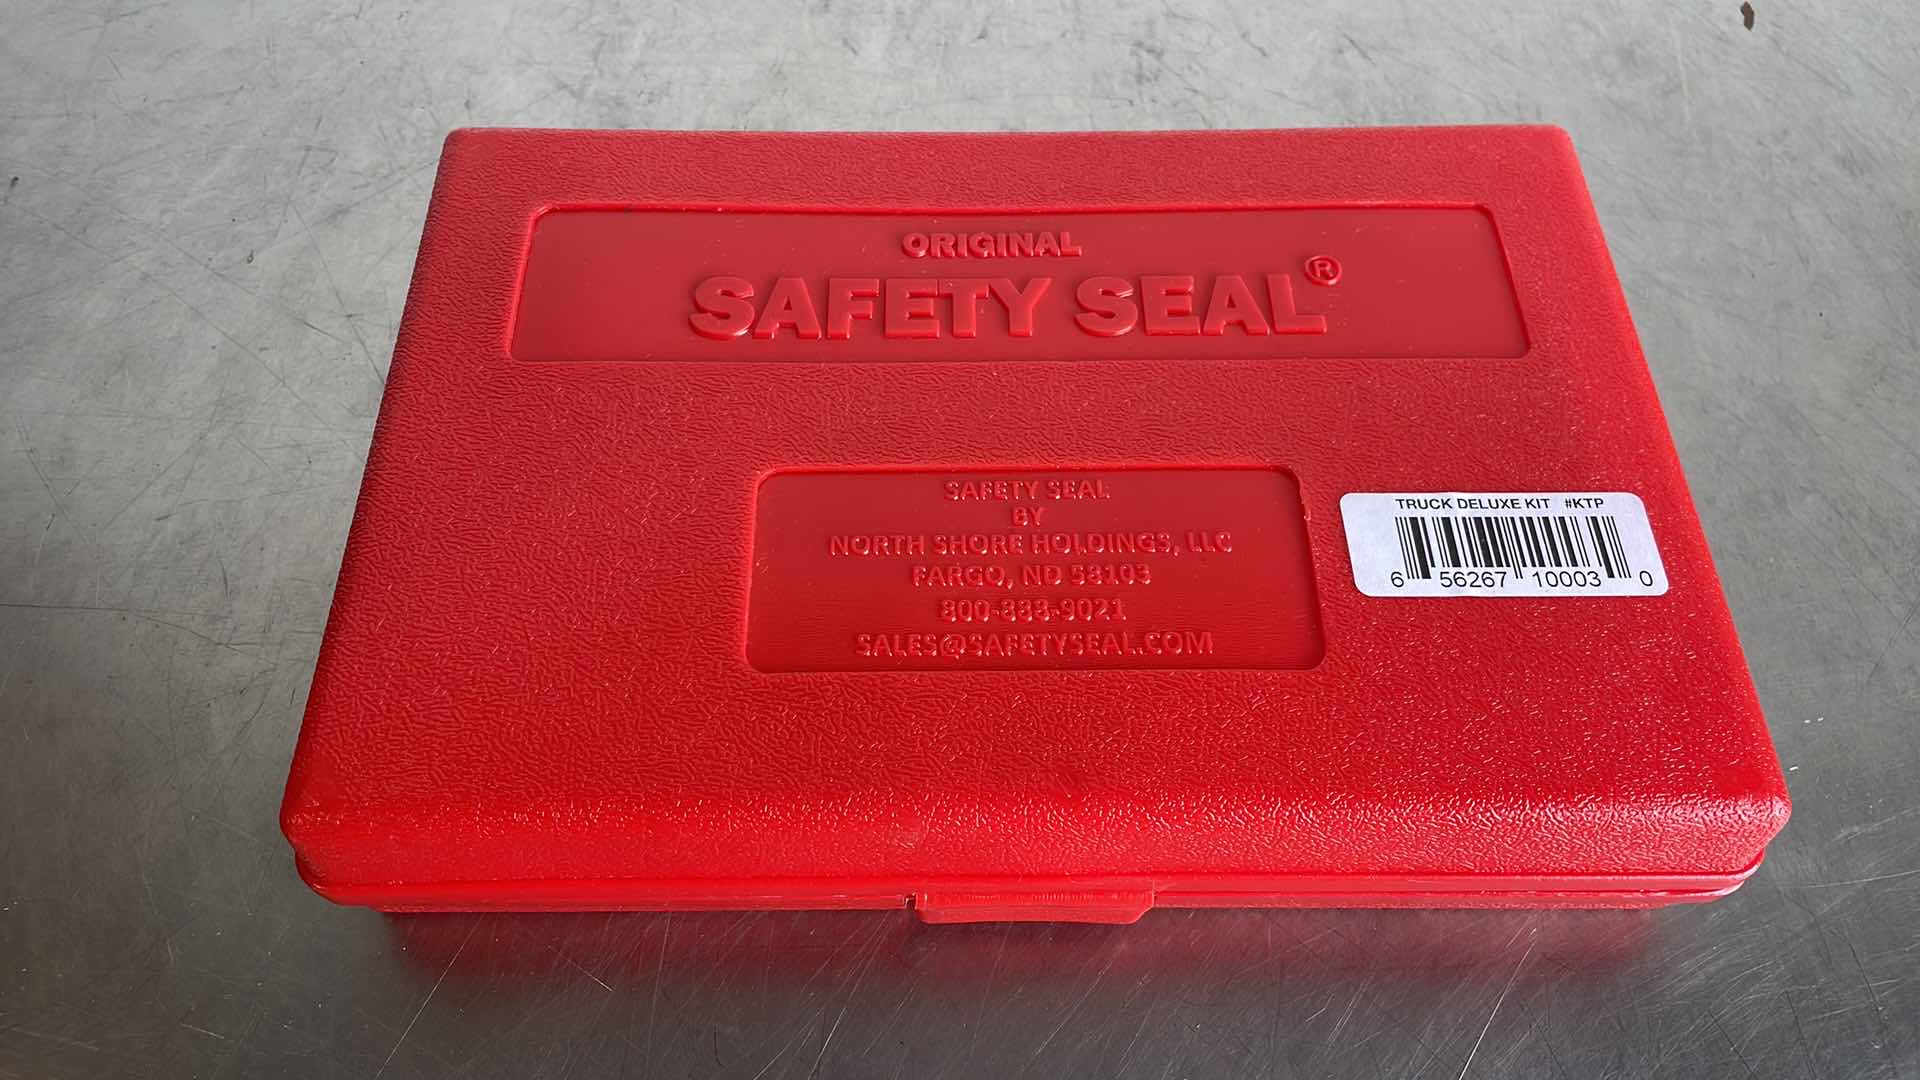 ORIGINAL
SAFETY SEAL®
SAFETY SEAL
BY
NORTH SHORE HOLDINGS, LLC
FARGO, ND 58103
800-888-9021
SALES@SAFETYSEAL.COM
TRUCK DELUXE KIT #KTP
6 56267 10003 0